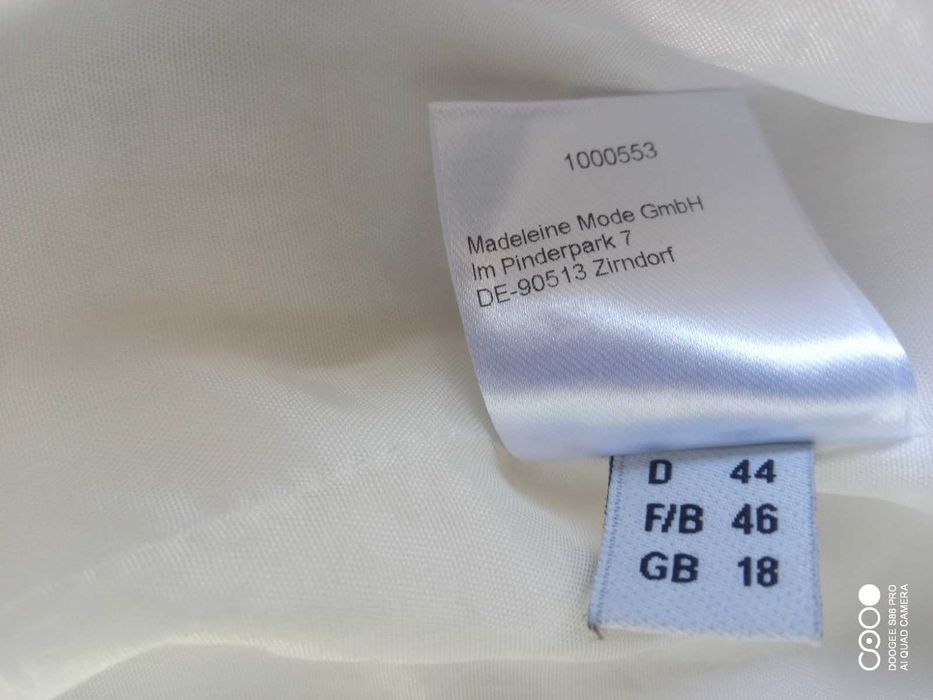 1000553
Madeleine Mode GmbH
Im Pinderpark 7
DE-90513 Zirndorf
D 44
F/B 46
GB 18
DOOGEE S86 PRO
AI QUAD CAMERA